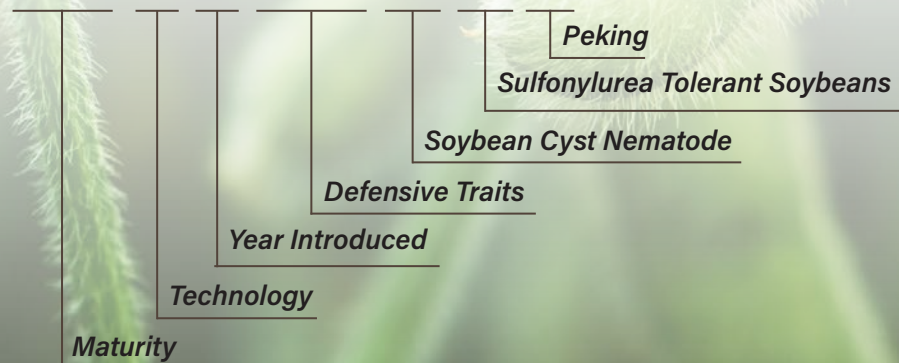 Peking
Sulfonylurea Tolerant Soybeans
Soybean Cyst Nematode
Defensive Traits
Year Introduced
Technology
Maturity